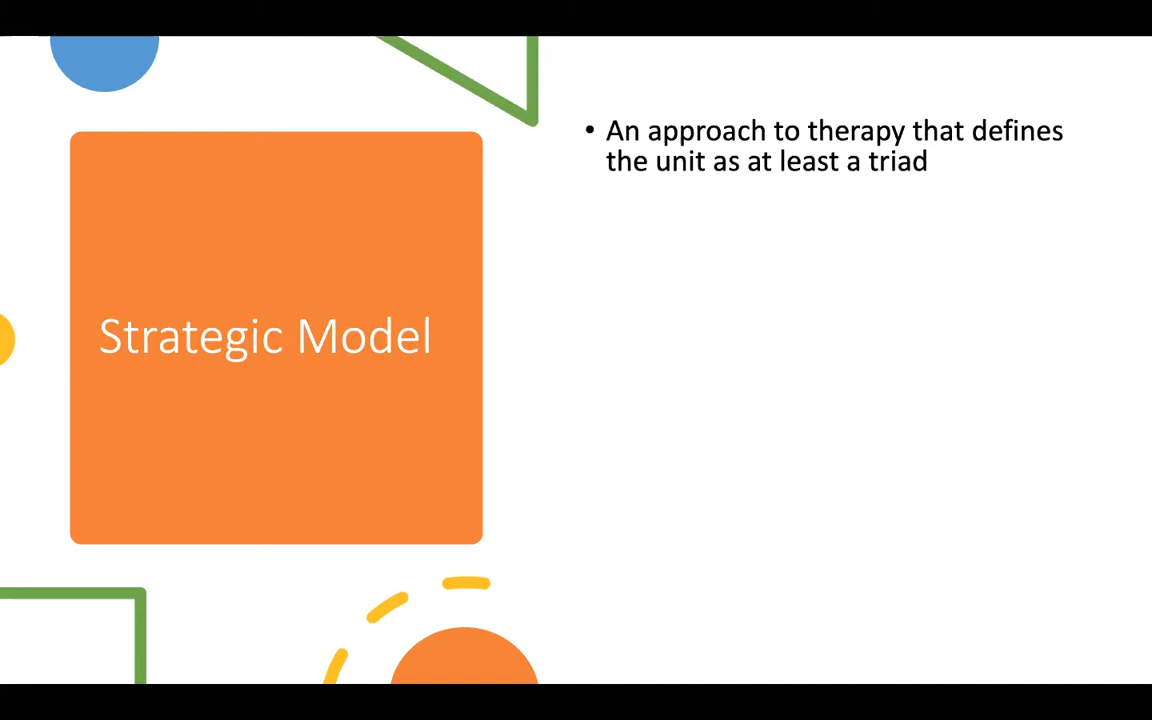 Strategic Model
• An approach to therapy that defines
the unit as at least a triad